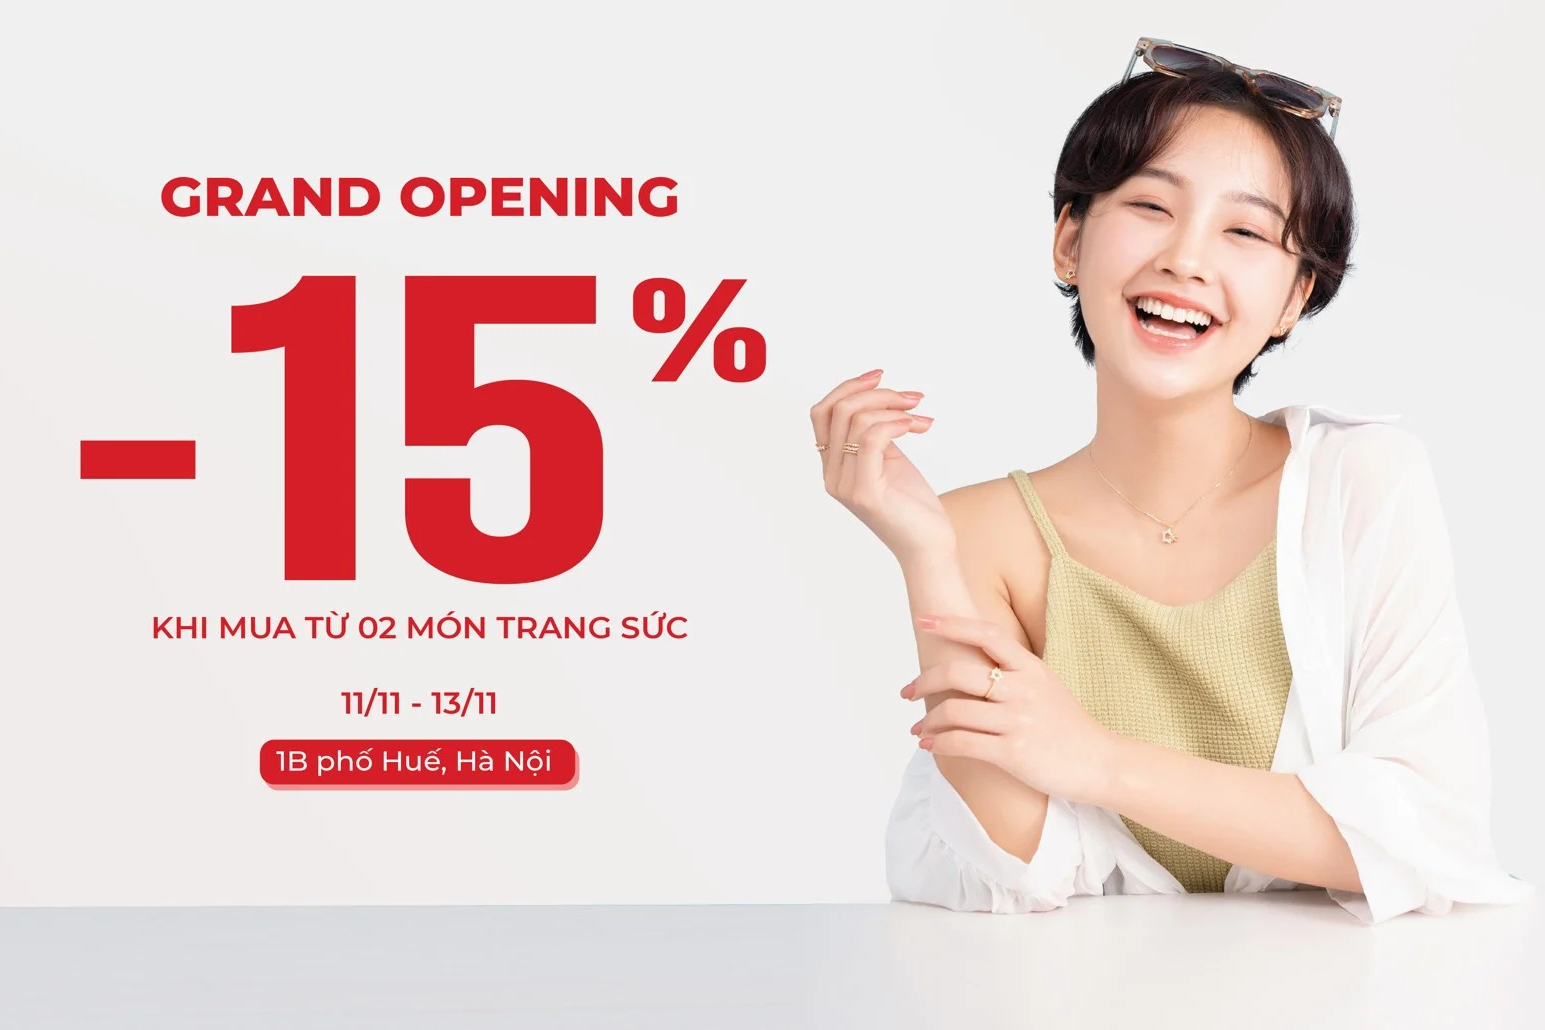 GRAND OPENING
-15%
KHI MUA TỪ 02 MÓN TRANG SỨC
11/11 - 13/11
1B phố Huế, Hà Nội